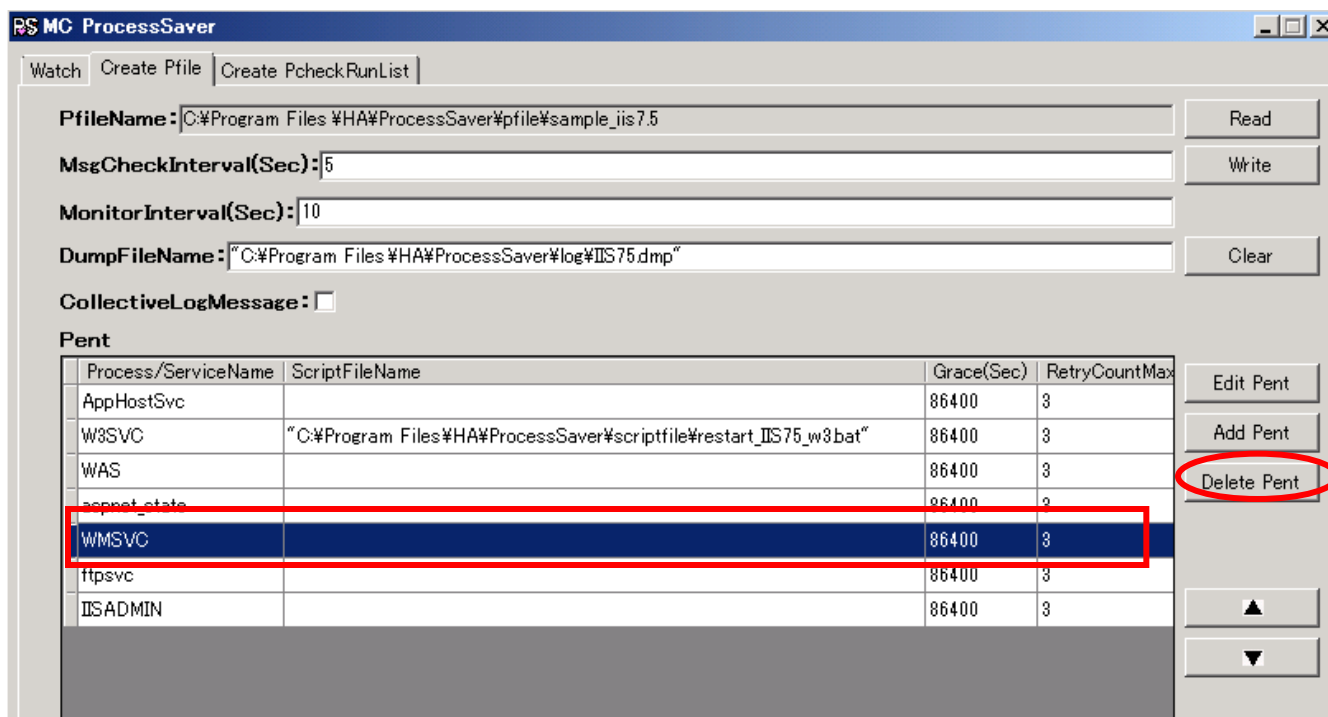 RS MC ProcessSaver
Watch Create Pfile Create PcheckRunList
PfileName: C:¥Program Files ¥HA¥ProcessSaver¥pfile¥sample_iis7.5 Read
MsgCheckInterval(Sec): 5 Write
MonitorInterval(Sec): 10
DumpFileName: "C:¥Program Files ¥HA¥ProcessSaver¥log¥IIS75.dmp" Clear
CollectiveLogMessage:
Pent
Process/ServiceName ScriptFileName Grace(Sec) RetryCountMax
Edit Pent
AppHostSvc 86400 3
W3SVC "C:¥Program Files¥HA¥ProcessSaver¥scriptfile¥restart_IIS75_w3.bat" 86400 3 Add Pent
WAS 86400 3 Delete Pent
aspnet_state 86400 3
WMSVC 86400 3
ftpsvc 86400 3
IISADMIN 86400 3 ▲
▼